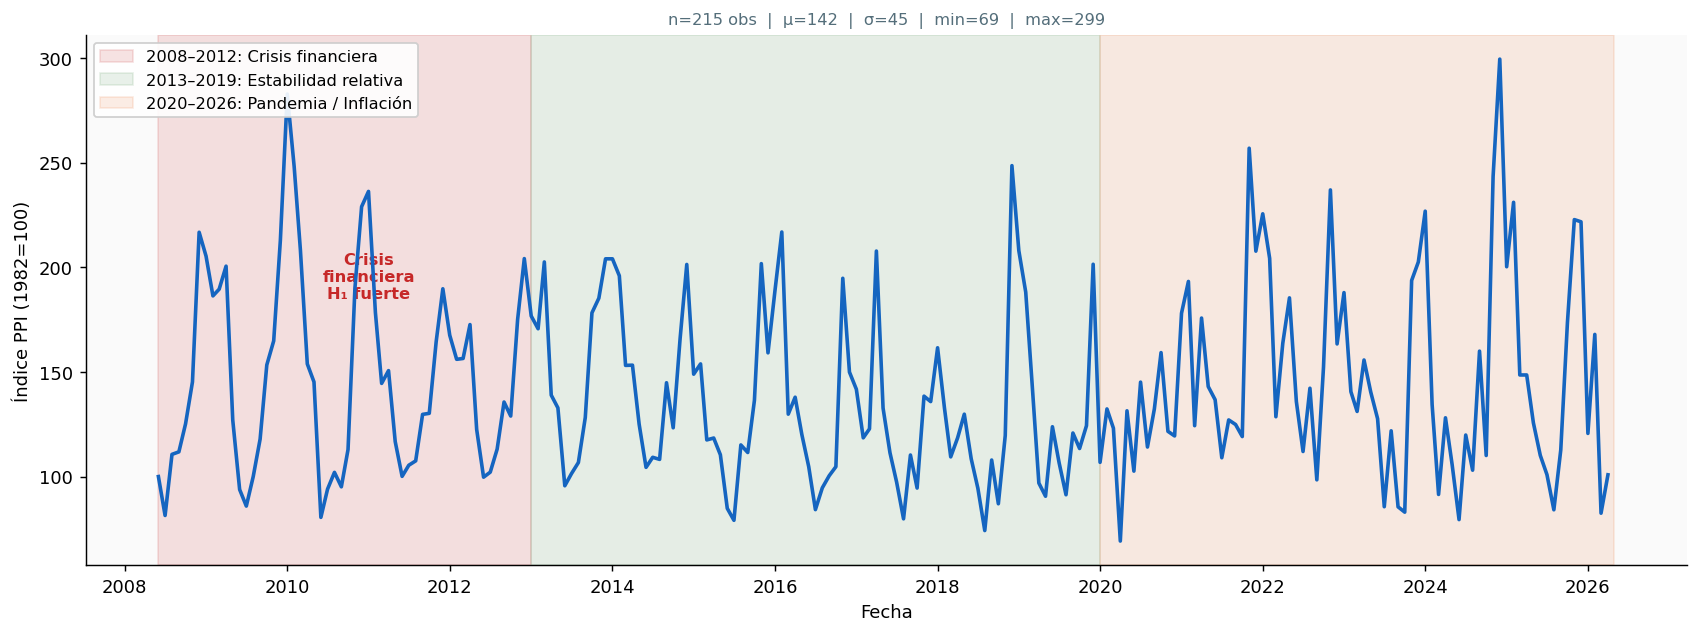 n=215 obs | μ=142 | σ=45 | min=69 | max=299
2008–2012: Crisis financiera
2013–2019: Estabilidad relativa
2020–2026: Pandemia / Inflación
Índice PPI (1982=100)
300
250
200
150
100
Crisis
financiera
H₁ fuerte
2008 2010 2012 2014 2016 2018 2020 2022 2024 2026
Fecha